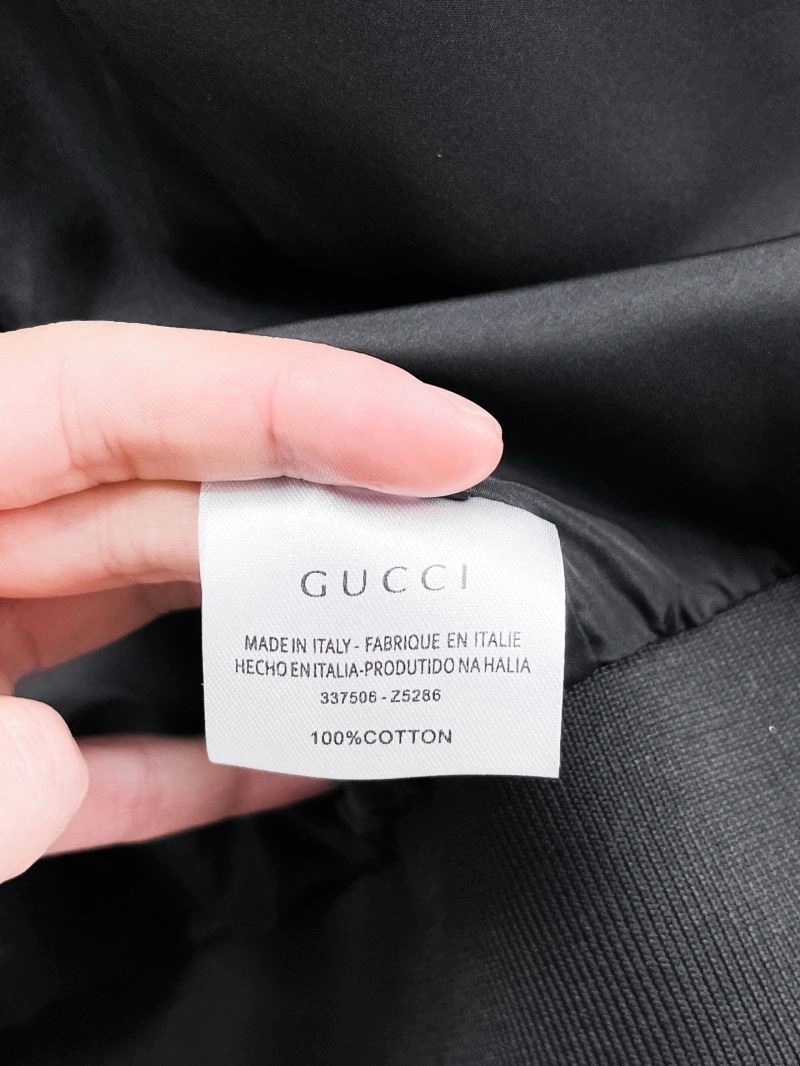 GUCCI
MADE IN ITALY - FABRIQUE EN ITALIE
HECHO EN ITALIA-PRODUTIDO NA HALIA
337506 - Z5286
100%COTTON